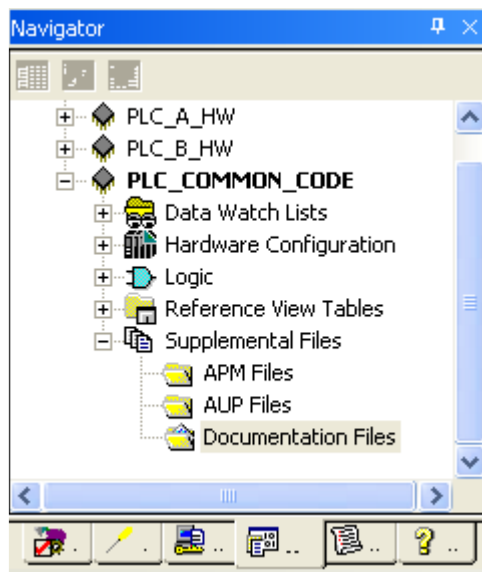 Navigator
PLC_A_HW
PLC_B_HW
PLC_COMMON_CODE
Data Watch Lists
Hardware Configuration
Logic
Reference View Tables
Supplemental Files
APM Files
AUP Files
Documentation Files